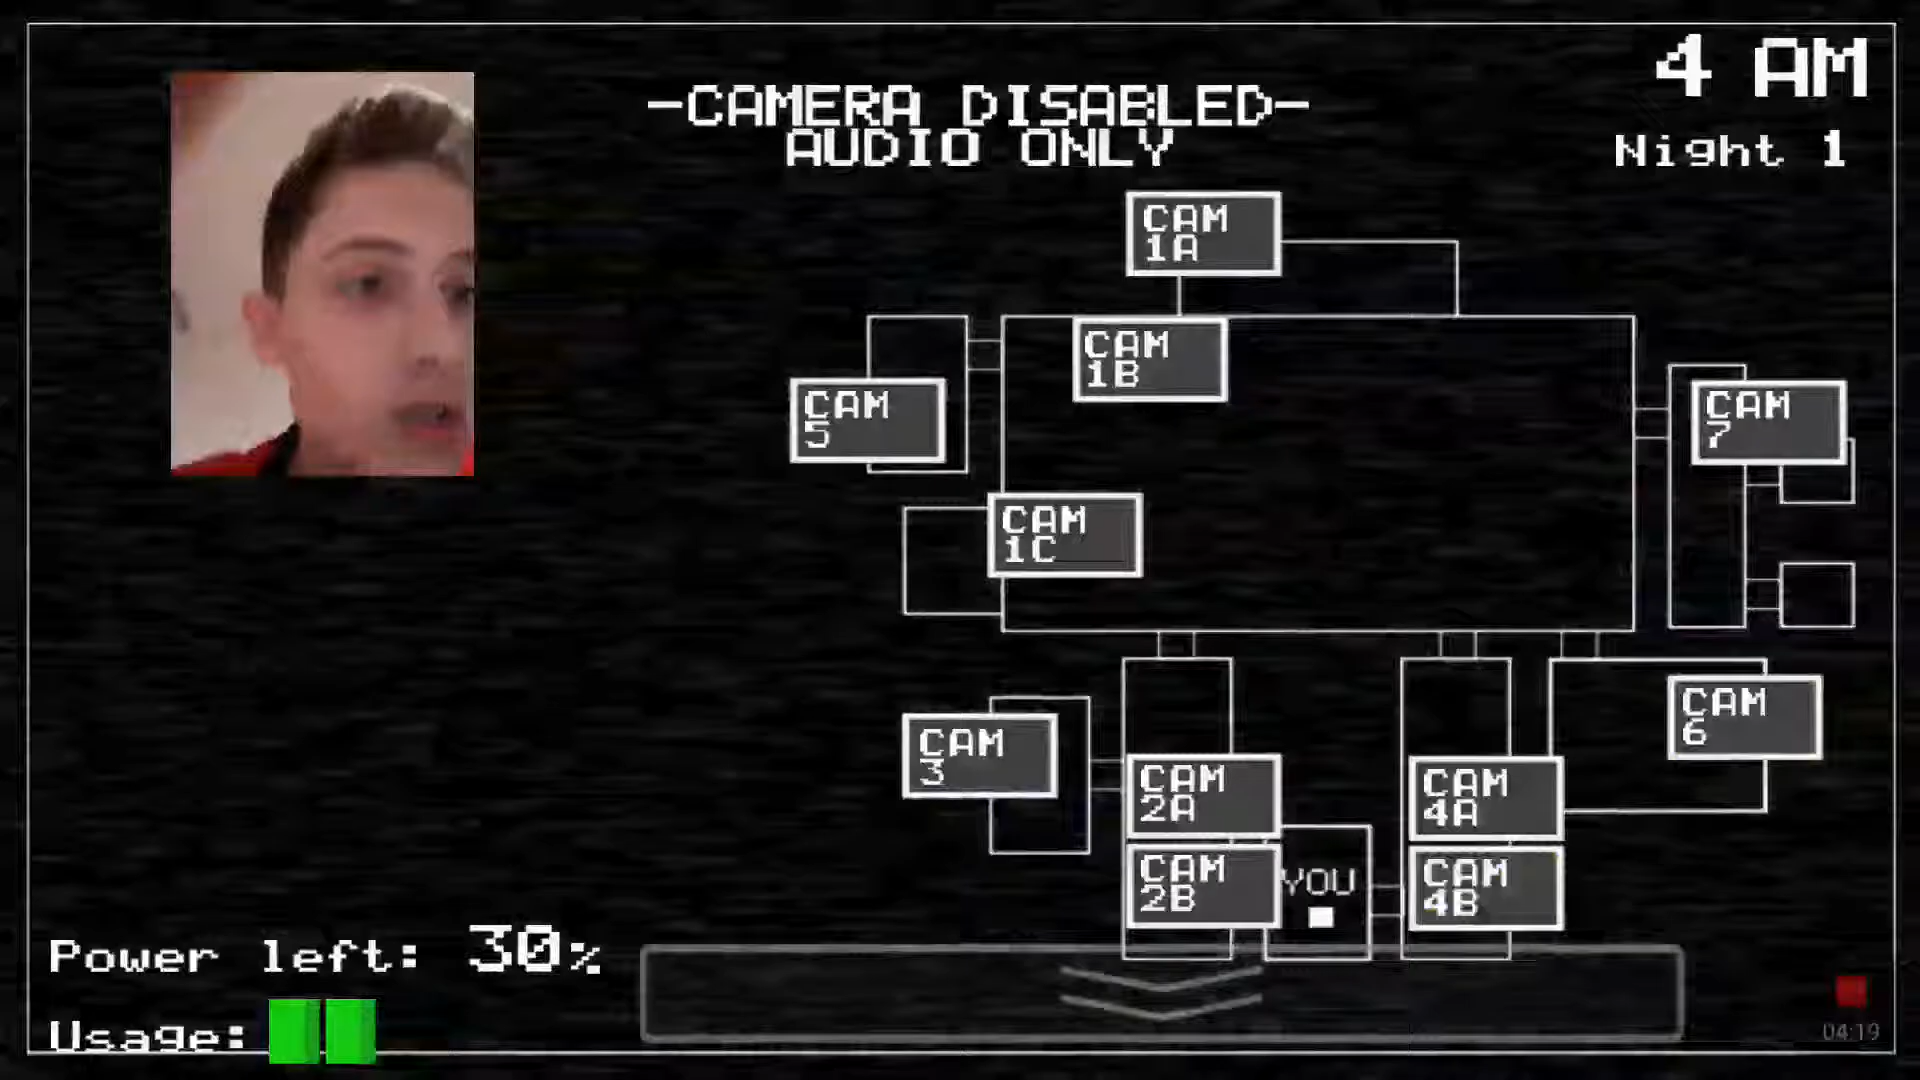 4 AM
-CAMERA DISABLED-
AUDIO ONLY
Night 1
CAM
1A
CAM
1B
CAM
5
CAM
7
CAM
1C
CAM
6
CAM
3
CAM
2A
CAM
4A
CAM
2B
YOU
CAM
4B
Power left: 30%
Usage:
04:19